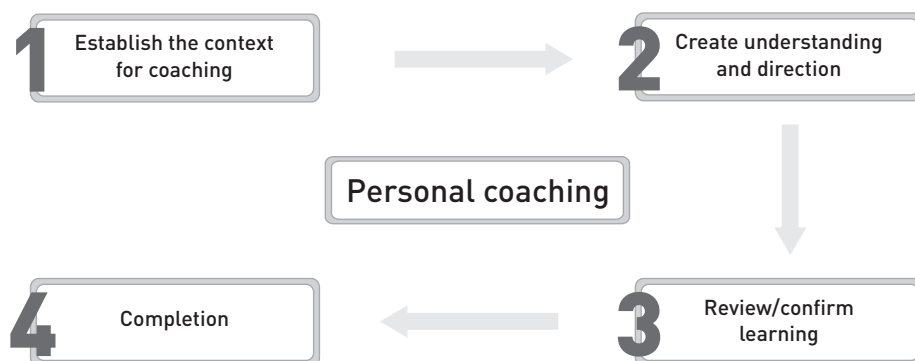 1
Establish the context
for coaching
2
Create understanding
and direction
Personal coaching
3
Review/confirm
learning
4
Completion